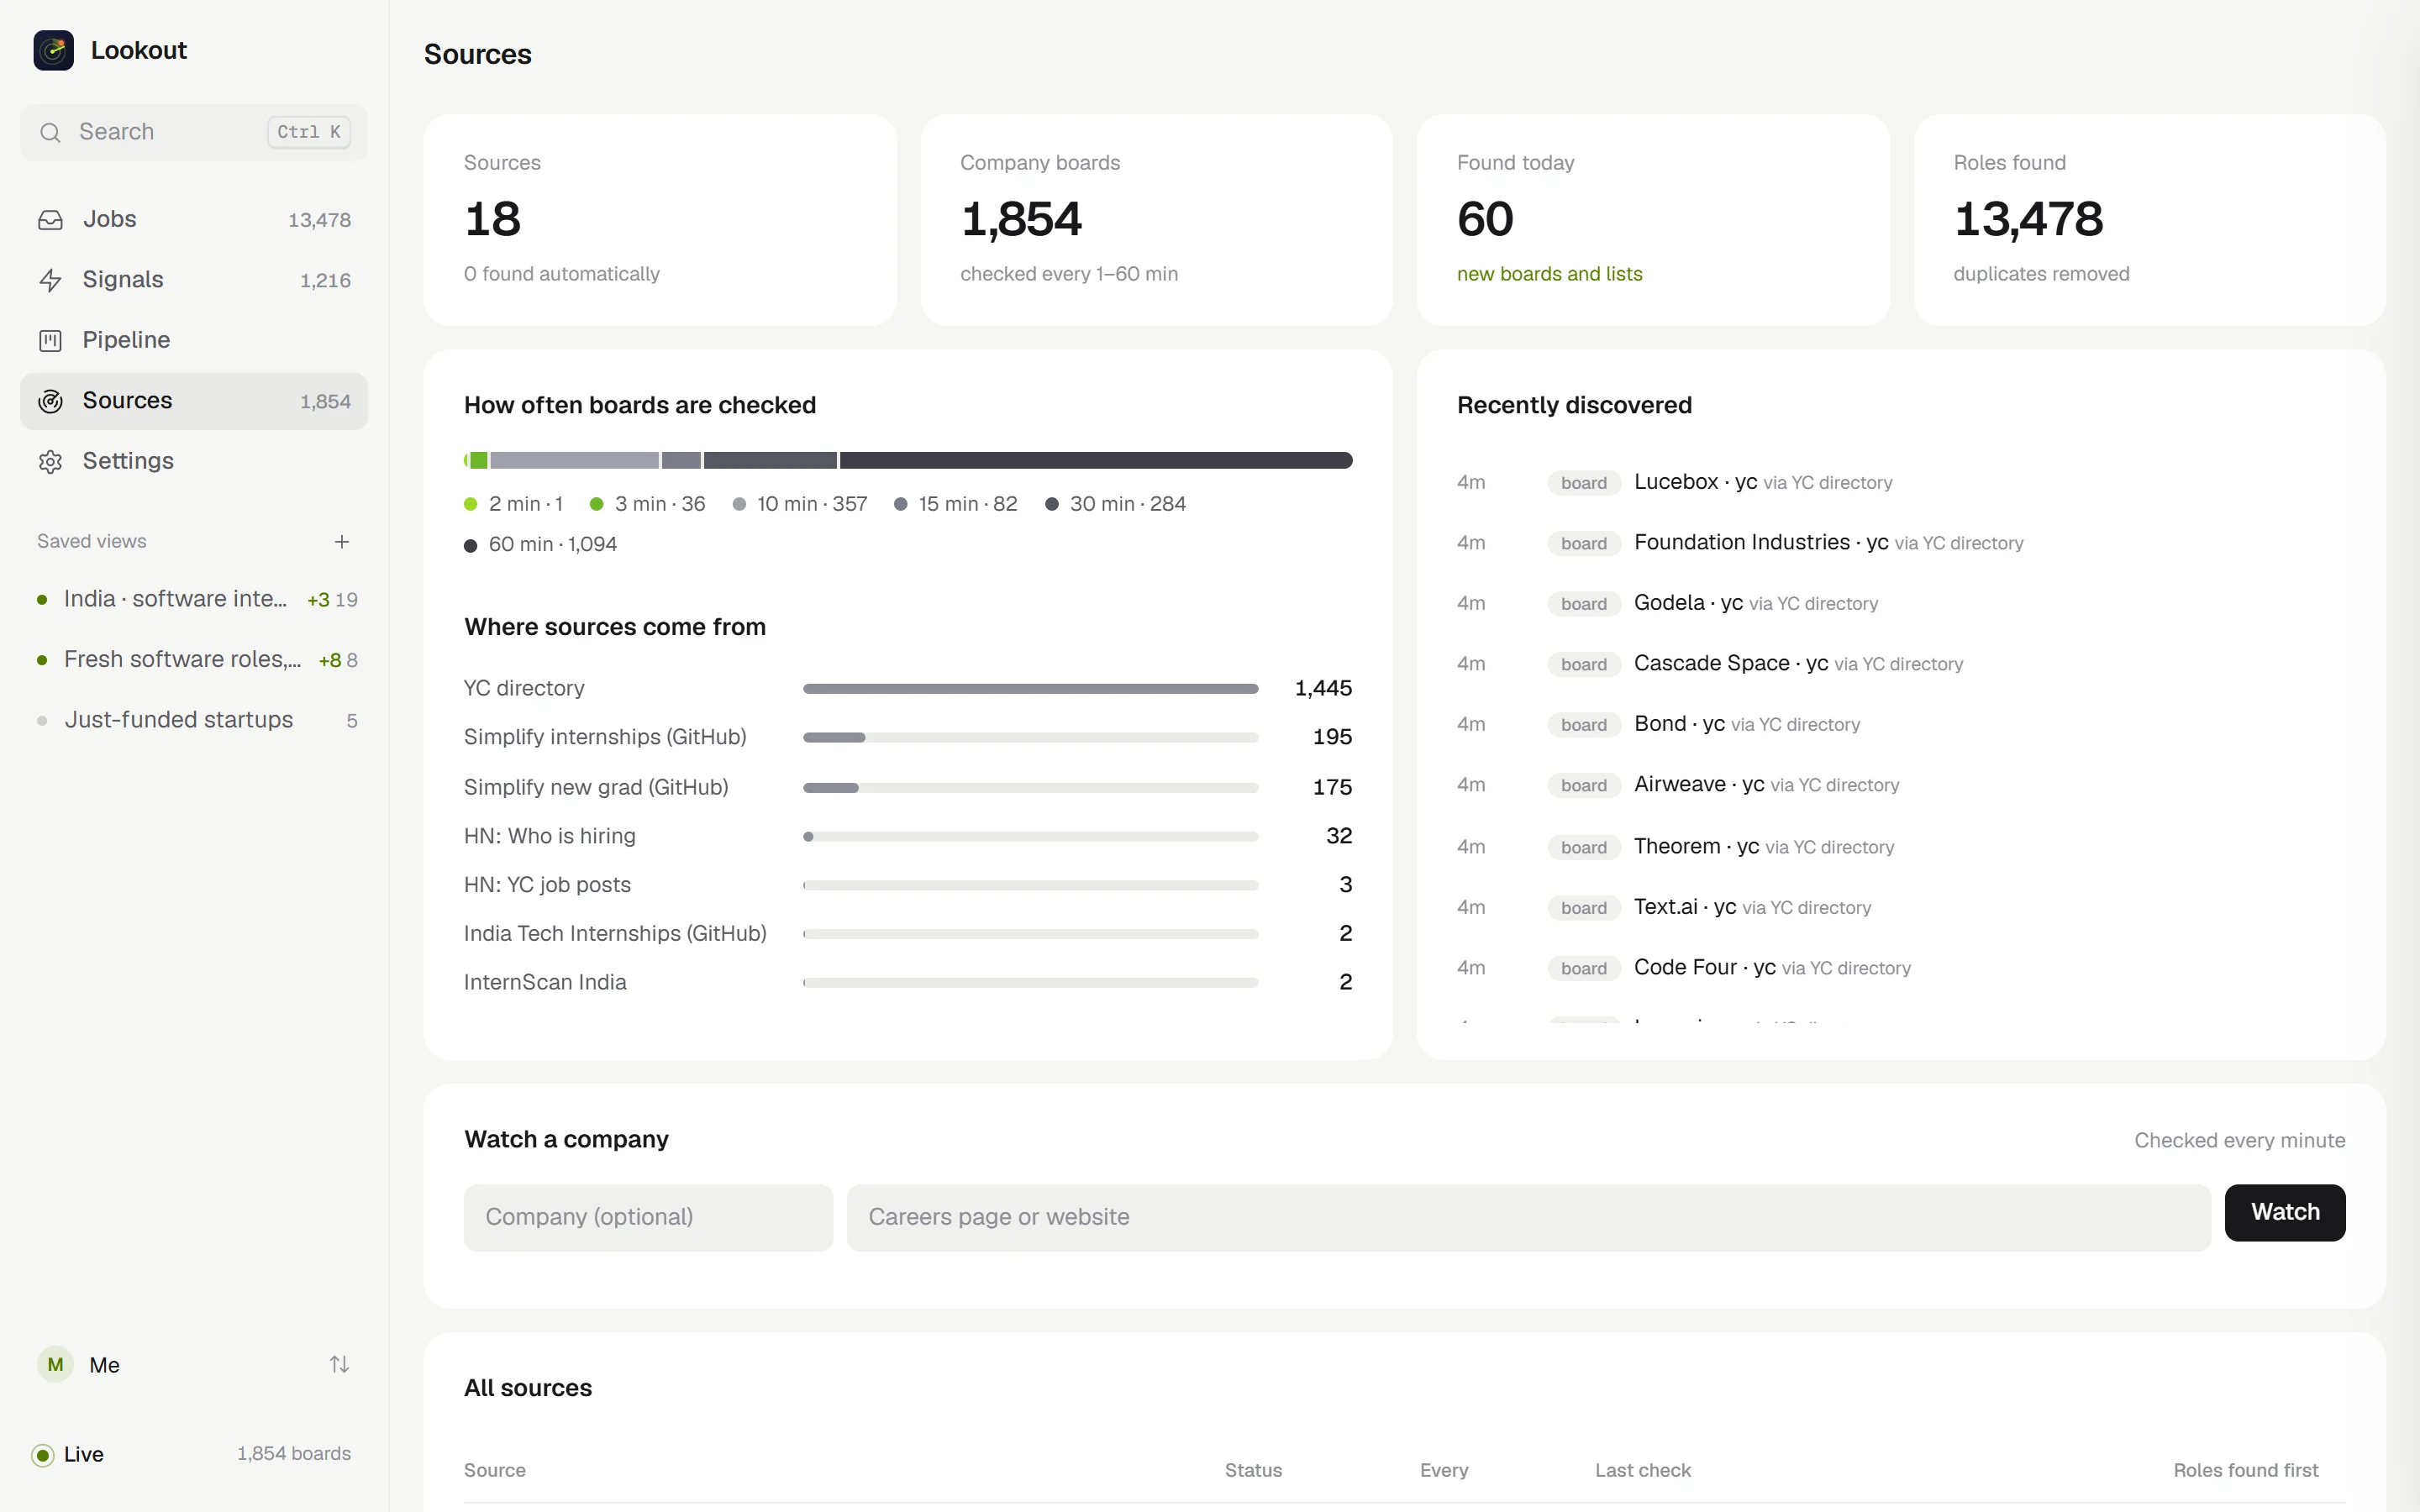 Lookout
Search Ctrl K
Jobs 13,478
Signals 1,216
Pipeline
Sources 1,854
Settings
Saved views
India · software inte... +3 19
Fresh software roles,... +8 8
Just-funded startups 5
M Me
Live 1,854 boards
Sources
Sources
18
0 found automatically
Company boards
1,854
checked every 1–60 min
Found today
60
new boards and lists
Roles found
13,478
duplicates removed
How often boards are checked
2 min · 1 3 min · 36 10 min · 357 15 min · 82 30 min · 284
60 min · 1,094
Where sources come from
YC directory 1,445
Simplify internships (GitHub) 195
Simplify new grad (GitHub) 175
HN: Who is hiring 32
HN: YC job posts 3
India Tech Internships (GitHub) 2
InternScan India 2
Recently discovered
4m board Lucebox · yc via YC directory
4m board Foundation Industries · yc via YC directory
4m board Godela · yc via YC directory
4m board Cascade Space · yc via YC directory
4m board Bond · yc via YC directory
4m board Airweave · yc via YC directory
4m board Theorem · yc via YC directory
4m board Text.ai · yc via YC directory
4m board Code Four · yc via YC directory
Watch a company
Checked every minute
Company (optional) Careers page or website Watch
All sources
Source Status Every Last check Roles found first